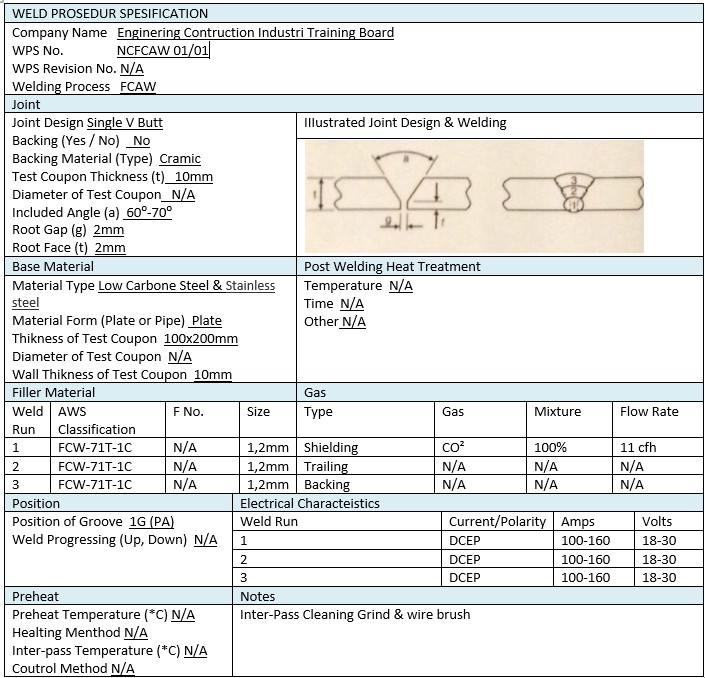 WELD PROSEDUR SPESIFICATION
Company Name Enginering Contruction Industri Training Board
WPS No. NCFCAW 01/01
WPS Revision No. N/A
Welding Process FCAW
Joint
Joint Design Single V Butt
Backing (Yes / No) No
Backing Material (Type) Cramic
Test Coupon Thickness (t) 10mm
Diameter of Test Coupon N/A
Included Angle (a) 60⁰-70⁰
Root Gap (g) 2mm
Root Face (t) 2mm
IIIustrated Joint Design & Welding
a
t
g
f
3
2
1
Base Material
Material Type Low Carbone Steel & Stainless
steel
Material Form (Plate or Pipe) Plate
Thikness of Test Coupon 100x200mm
Diameter of Test Coupon N/A
Wall Thikness of Test Coupon 10mm
Post Welding Heat Treatment
Temperature N/A
Time N/A
Other N/A
Filler Material
Weld Run AWS Classification F No. Size
1 FCW-71T-1C N/A 1,2mm
2 FCW-71T-1C N/A 1,2mm
3 FCW-71T-1C N/A 1,2mm
Gas
Type Gas Mixture Flow Rate
Shielding CO² 100% 11 cfh
Trailing N/A N/A N/A
Backing N/A N/A N/A
Position
Position of Groove 1G (PA)
Weld Progressing (Up, Down) N/A
Electrical Characteistics
Weld Run Current/Polarity Amps Volts
1 DCEP 100-160 18-30
2 DCEP 100-160 18-30
3 DCEP 100-160 18-30
Preheat
Preheat Temperature (*C) N/A
Healting Menthod N/A
Inter-pass Temperature (*C) N/A
Coutrol Method N/A
Notes
Inter-Pass Cleaning Grind & wire brush